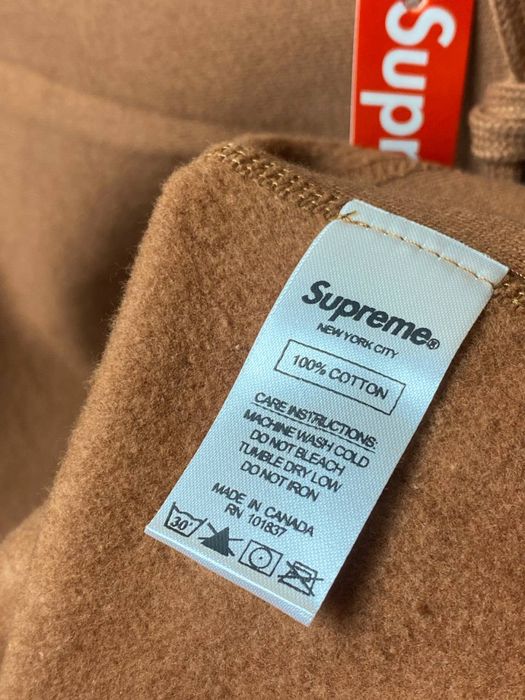 Supr
Supreme®
NEW YORK CITY
100% COTTON
CARE INSTRUCTIONS:
MACHINE WASH COLD
DO NOT BLEACH
TUMBLE DRY LOW
DO NOT IRON
MADE IN CANADA
RN 101837
30°